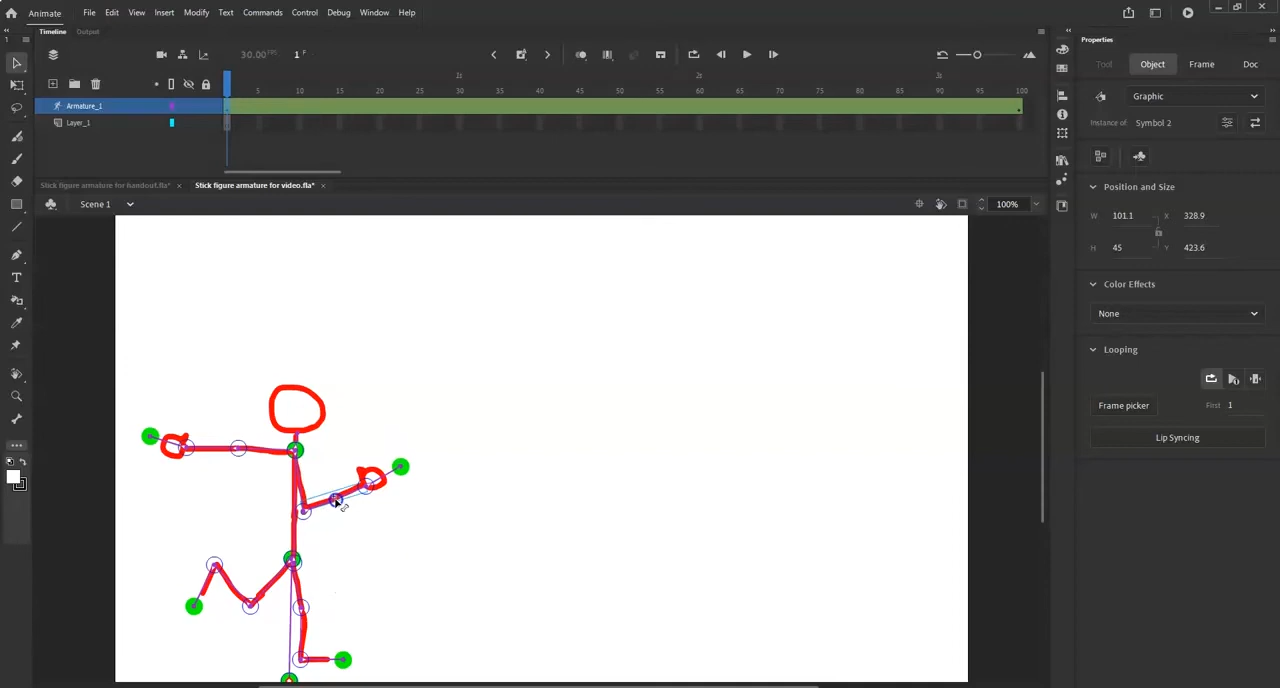 Animate File Edit View Insert Modify Text Commands Control Debug Window Help
Timeline Output
30.00 FPS 1 F
1s 2s 3s
5 10 15 20 25 30 35 40 45 50 55 60 65 70 75 80 85 90 95 100
Armature_1
Layer_1
Stick figure armature for handout.fla* × Stick figure armature for video.fla* ×
Scene 1 100%
Properties
Tool Object Frame Doc
Graphic
Instance of: Symbol 2
Position and Size
W 101.1 X 328.9
H 45 Y 423.6
Color Effects
None
Looping
Frame picker First 1
Lip Syncing